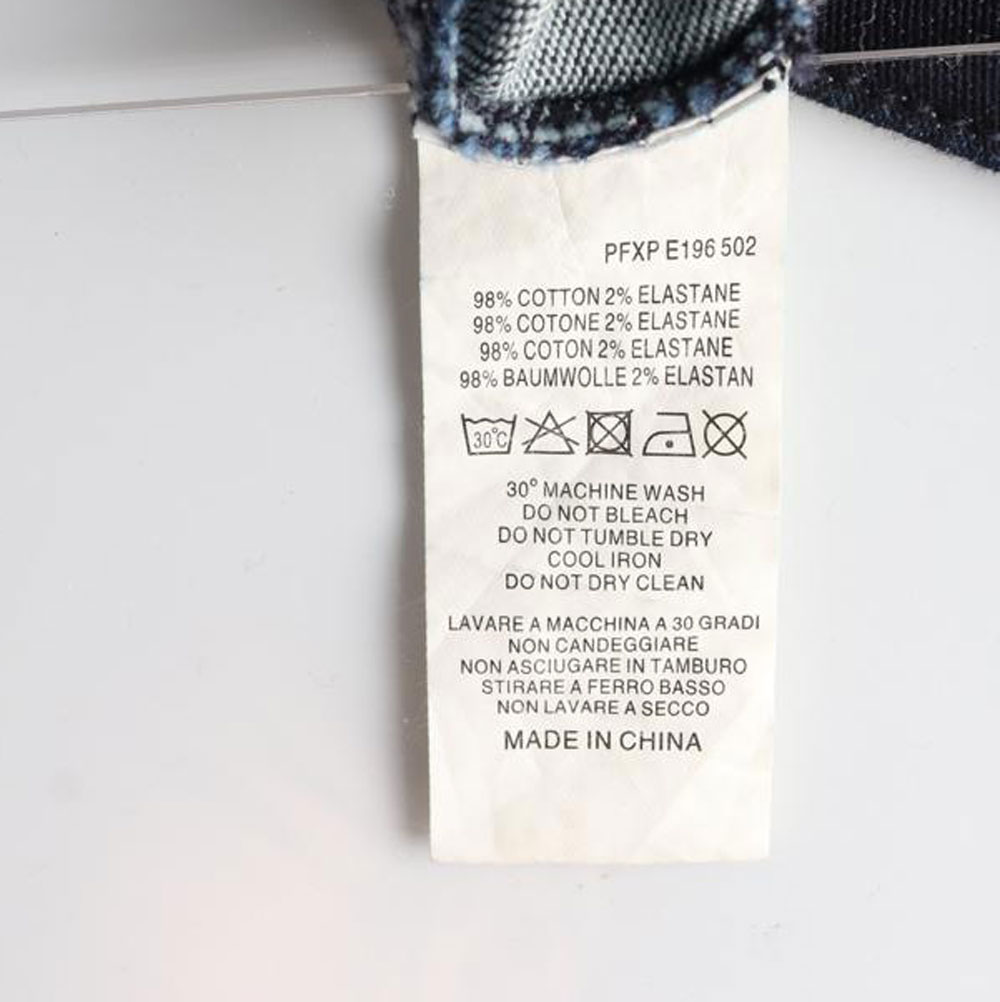 PFXP E196 502
98% COTTON 2% ELASTANE
98% COTONE 2% ELASTANE
98% COTON 2% ELASTANE
98% BAUMWOLLE 2% ELASTAN
30°C
30° MACHINE WASH
DO NOT BLEACH
DO NOT TUMBLE DRY
COOL IRON
DO NOT DRY CLEAN
LAVARE A MACCHINA A 30 GRADI
NON CANDEGGIARE
NON ASCIUGARE IN TAMBURO
STIRARE A FERRO BASSO
NON LAVARE A SECCO
MADE IN CHINA